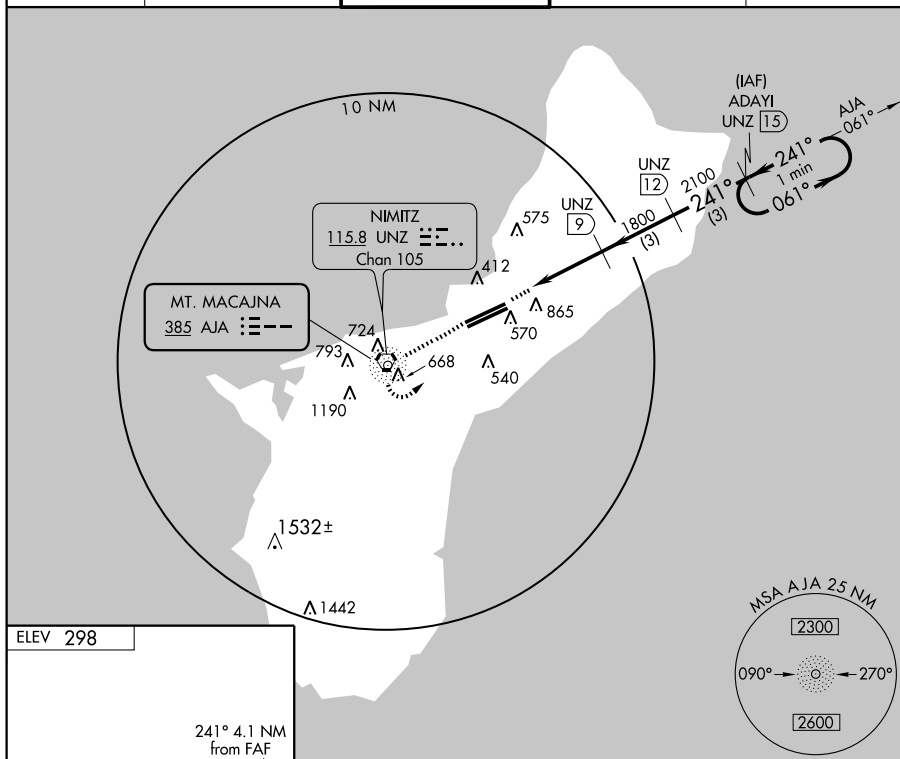 10 NM
(IAF)
ADAYI
UNZ 15
AJA
061°
241°
1 min
061°
UNZ
12
2100
241°
(3)
UNZ
9
1800
(3)
NIMITZ
115.8 UNZ
Chan 105
575
412
MT. MACAJNA
385 AJA
724
793
668
865
570
540
1190
1532±
1442
ELEV 298
241° 4.1 NM
from FAF
MSA AJA 25 NM
2300
090°
270°
2600